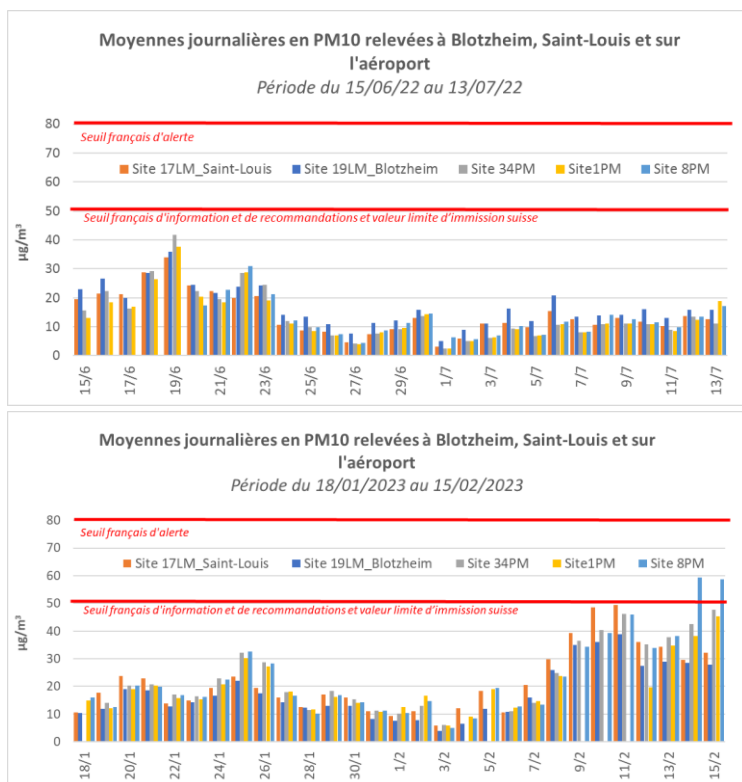 Moyennes journalières en PM10 relevées à Blotzheim, Saint-Louis et sur
l'aéroport
Période du 15/06/22 au 13/07/22
80
Seuil français d'alerte
70
Site 17LM_Saint-Louis Site 19LM_Blotzheim Site 34PM Site1PM Site 8PM
60
50
Seuil français d'information et de recommandations et valeur limite d'immission suisse
µg/m³
40
30
20
10
0
15/6 17/6 19/6 21/6 23/6 25/6 27/6 29/6 1/7 3/7 5/7 7/7 9/7 11/7 13/7
Moyennes journalières en PM10 relevées à Blotzheim, Saint-Louis et sur
l'aéroport
Période du 18/01/2023 au 15/02/2023
80
Seuil français d'alerte
70
Site 17LM_Saint-Louis Site 19LM_Blotzheim Site 34PM Site1PM Site 8PM
60
50
Seuil français d'information et de recommandations et valeur limite d'immission suisse
µg/m³
40
30
20
10
0
18/1 20/1 22/1 24/1 26/1 28/1 30/1 1/2 3/2 5/2 7/2 9/2 11/2 13/2 15/2